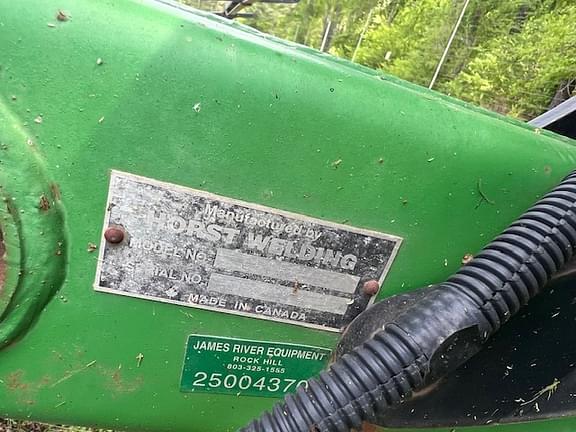 Manufactured by
HORST WELDING
MODEL NO.
SERIAL NO.
MADE IN CANADA
JAMES RIVER EQUIPMENT
ROCK HILL
803-325-1555
25004370